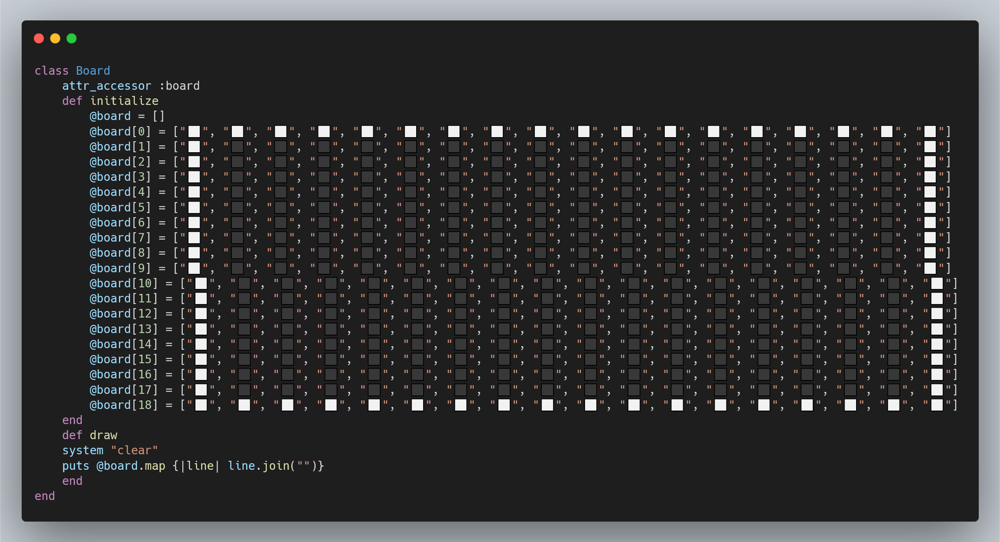 class Board
    attr_accessor :board
    def initialize
        @board = []
        @board[0] = ["⬜", "⬜", "⬜", "⬜", "⬜", "⬜", "⬜", "⬜", "⬜", "⬜", "⬜", "⬜", "⬜", "⬜", "⬜", "⬜", "⬜", "⬜"]
        @board[1] = ["⬜", "⬛", "⬛", "⬛", "⬛", "⬛", "⬛", "⬛", "⬛", "⬛", "⬛", "⬛", "⬛", "⬛", "⬛", "⬛", "⬛", "⬜"]
        @board[2] = ["⬜", "⬛", "⬛", "⬛", "⬛", "⬛", "⬛", "⬛", "⬛", "⬛", "⬛", "⬛", "⬛", "⬛", "⬛", "⬛", "⬛", "⬜"]
        @board[3] = ["⬜", "⬛", "⬛", "⬛", "⬛", "⬛", "⬛", "⬛", "⬛", "⬛", "⬛", "⬛", "⬛", "⬛", "⬛", "⬛", "⬛", "⬜"]
        @board[4] = ["⬜", "⬛", "⬛", "⬛", "⬛", "⬛", "⬛", "⬛", "⬛", "⬛", "⬛", "⬛", "⬛", "⬛", "⬛", "⬛", "⬛", "⬜"]
        @board[5] = ["⬜", "⬛", "⬛", "⬛", "⬛", "⬛", "⬛", "⬛", "⬛", "⬛", "⬛", "⬛", "⬛", "⬛", "⬛", "⬛", "⬛", "⬜"]
        @board[6] = ["⬜", "⬛", "⬛", "⬛", "⬛", "⬛", "⬛", "⬛", "⬛", "⬛", "⬛", "⬛", "⬛", "⬛", "⬛", "⬛", "⬛", "⬜"]
        @board[7] = ["⬜", "⬛", "⬛", "⬛", "⬛", "⬛", "⬛", "⬛", "⬛", "⬛", "⬛", "⬛", "⬛", "⬛", "⬛", "⬛", "⬛", "⬜"]
        @board[8] = ["⬜", "⬛", "⬛", "⬛", "⬛", "⬛", "⬛", "⬛", "⬛", "⬛", "⬛", "⬛", "⬛", "⬛", "⬛", "⬛", "⬛", "⬜"]
        @board[9] = ["⬜", "⬛", "⬛", "⬛", "⬛", "⬛", "⬛", "⬛", "⬛", "⬛", "⬛", "⬛", "⬛", "⬛", "⬛", "⬛", "⬛", "⬜"]
        @board[10] = ["⬜", "⬛", "⬛", "⬛", "⬛", "⬛", "⬛", "⬛", "⬛", "⬛", "⬛", "⬛", "⬛", "⬛", "⬛", "⬛", "⬛", "⬜"]
        @board[11] = ["⬜", "⬛", "⬛", "⬛", "⬛", "⬛", "⬛", "⬛", "⬛", "⬛", "⬛", "⬛", "⬛", "⬛", "⬛", "⬛", "⬛", "⬜"]
        @board[12] = ["⬜", "⬛", "⬛", "⬛", "⬛", "⬛", "⬛", "⬛", "⬛", "⬛", "⬛", "⬛", "⬛", "⬛", "⬛", "⬛", "⬛", "⬜"]
        @board[13] = ["⬜", "⬛", "⬛", "⬛", "⬛", "⬛", "⬛", "⬛", "⬛", "⬛", "⬛", "⬛", "⬛", "⬛", "⬛", "⬛", "⬛", "⬜"]
        @board[14] = ["⬜", "⬛", "⬛", "⬛", "⬛", "⬛", "⬛", "⬛", "⬛", "⬛", "⬛", "⬛", "⬛", "⬛", "⬛", "⬛", "⬛", "⬜"]
        @board[15] = ["⬜", "⬛", "⬛", "⬛", "⬛", "⬛", "⬛", "⬛", "⬛", "⬛", "⬛", "⬛", "⬛", "⬛", "⬛", "⬛", "⬛", "⬜"]
        @board[16] = ["⬜", "⬛", "⬛", "⬛", "⬛", "⬛", "⬛", "⬛", "⬛", "⬛", "⬛", "⬛", "⬛", "⬛", "⬛", "⬛", "⬛", "⬜"]
        @board[17] = ["⬜", "⬛", "⬛", "⬛", "⬛", "⬛", "⬛", "⬛", "⬛", "⬛", "⬛", "⬛", "⬛", "⬛", "⬛", "⬛", "⬛", "⬜"]
        @board[18] = ["⬜", "⬜", "⬜", "⬜", "⬜", "⬜", "⬜", "⬜", "⬜", "⬜", "⬜", "⬜", "⬜", "⬜", "⬜", "⬜", "⬜", "⬜"]
    end
    def draw
    system "clear"
    puts @board.map {|line| line.join("")}
    end
end